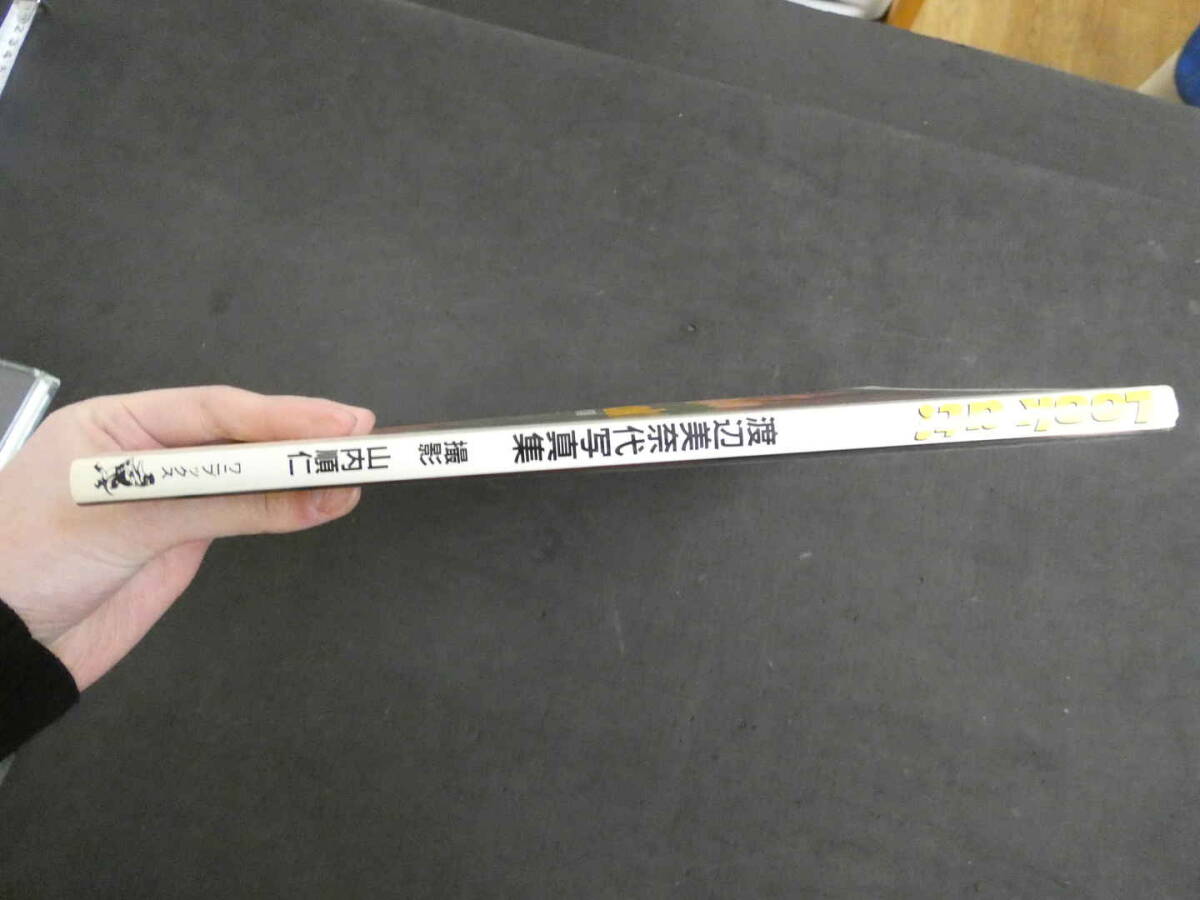 渡辺美奈代写真集
撮影 山内順仁
ワニブックス